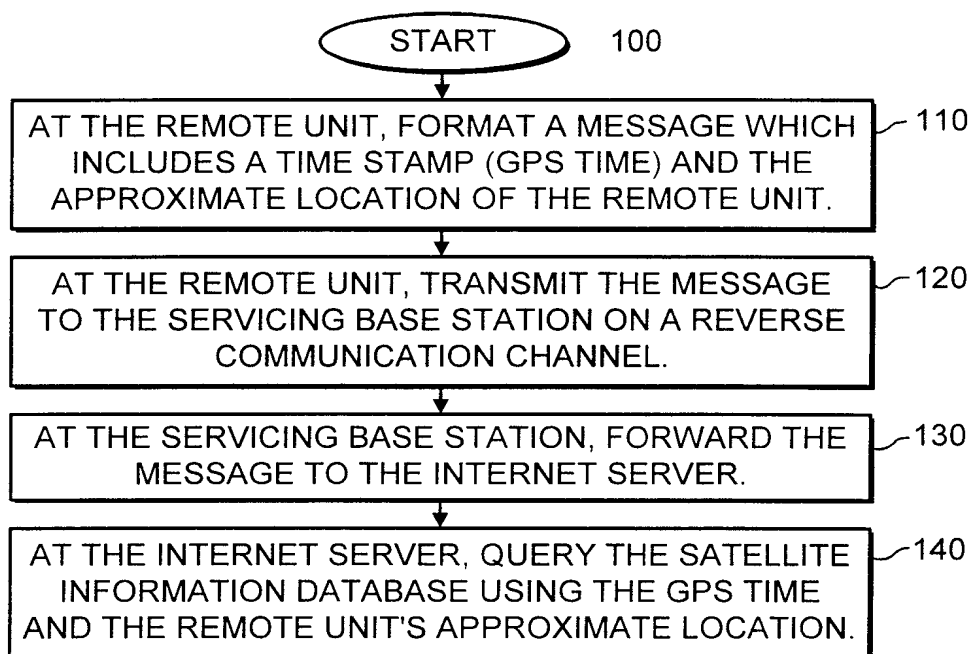 START 100
AT THE REMOTE UNIT, FORMAT A MESSAGE WHICH 110
INCLUDES A TIME STAMP (GPS TIME) AND THE
APPROXIMATE LOCATION OF THE REMOTE UNIT.
AT THE REMOTE UNIT, TRANSMIT THE MESSAGE 120
TO THE SERVICING BASE STATION ON A REVERSE
COMMUNICATION CHANNEL.
AT THE SERVICING BASE STATION, FORWARD THE 130
MESSAGE TO THE INTERNET SERVER.
AT THE INTERNET SERVER, QUERY THE SATELLITE 140
INFORMATION DATABASE USING THE GPS TIME
AND THE REMOTE UNIT'S APPROXIMATE LOCATION.